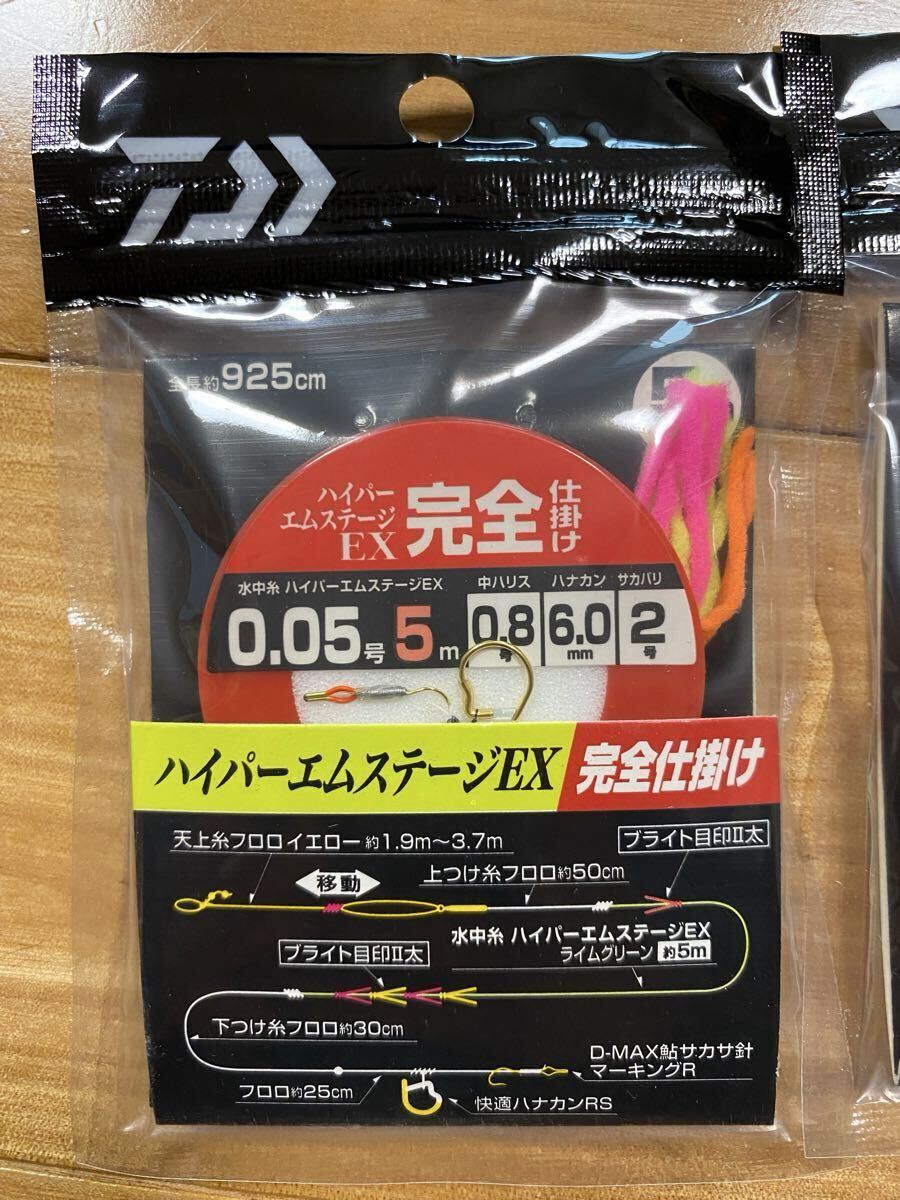 全長約925cm
ハイパー
エムステージ
EX
完全
仕掛け
水中糸 ハイパーエムステージEX
0.05号 5m
中ハリス
0.8号
ハナカン
6.0mm
サカバリ
2号
ハイパーエムステージEX 完全仕掛け
天上糸フロロイエロー 約1.9m〜3.7m
ブライト目印Ⅱ太
移動
上つけ糸フロロ約50cm
水中糸 ハイパーエムステージEX
ライムグリーン 約5m
ブライト目印Ⅱ太
下つけ糸フロロ約30cm
D-MAX鮎サカサ針
マーキングR
フロロ約25cm
快適ハナカンRS